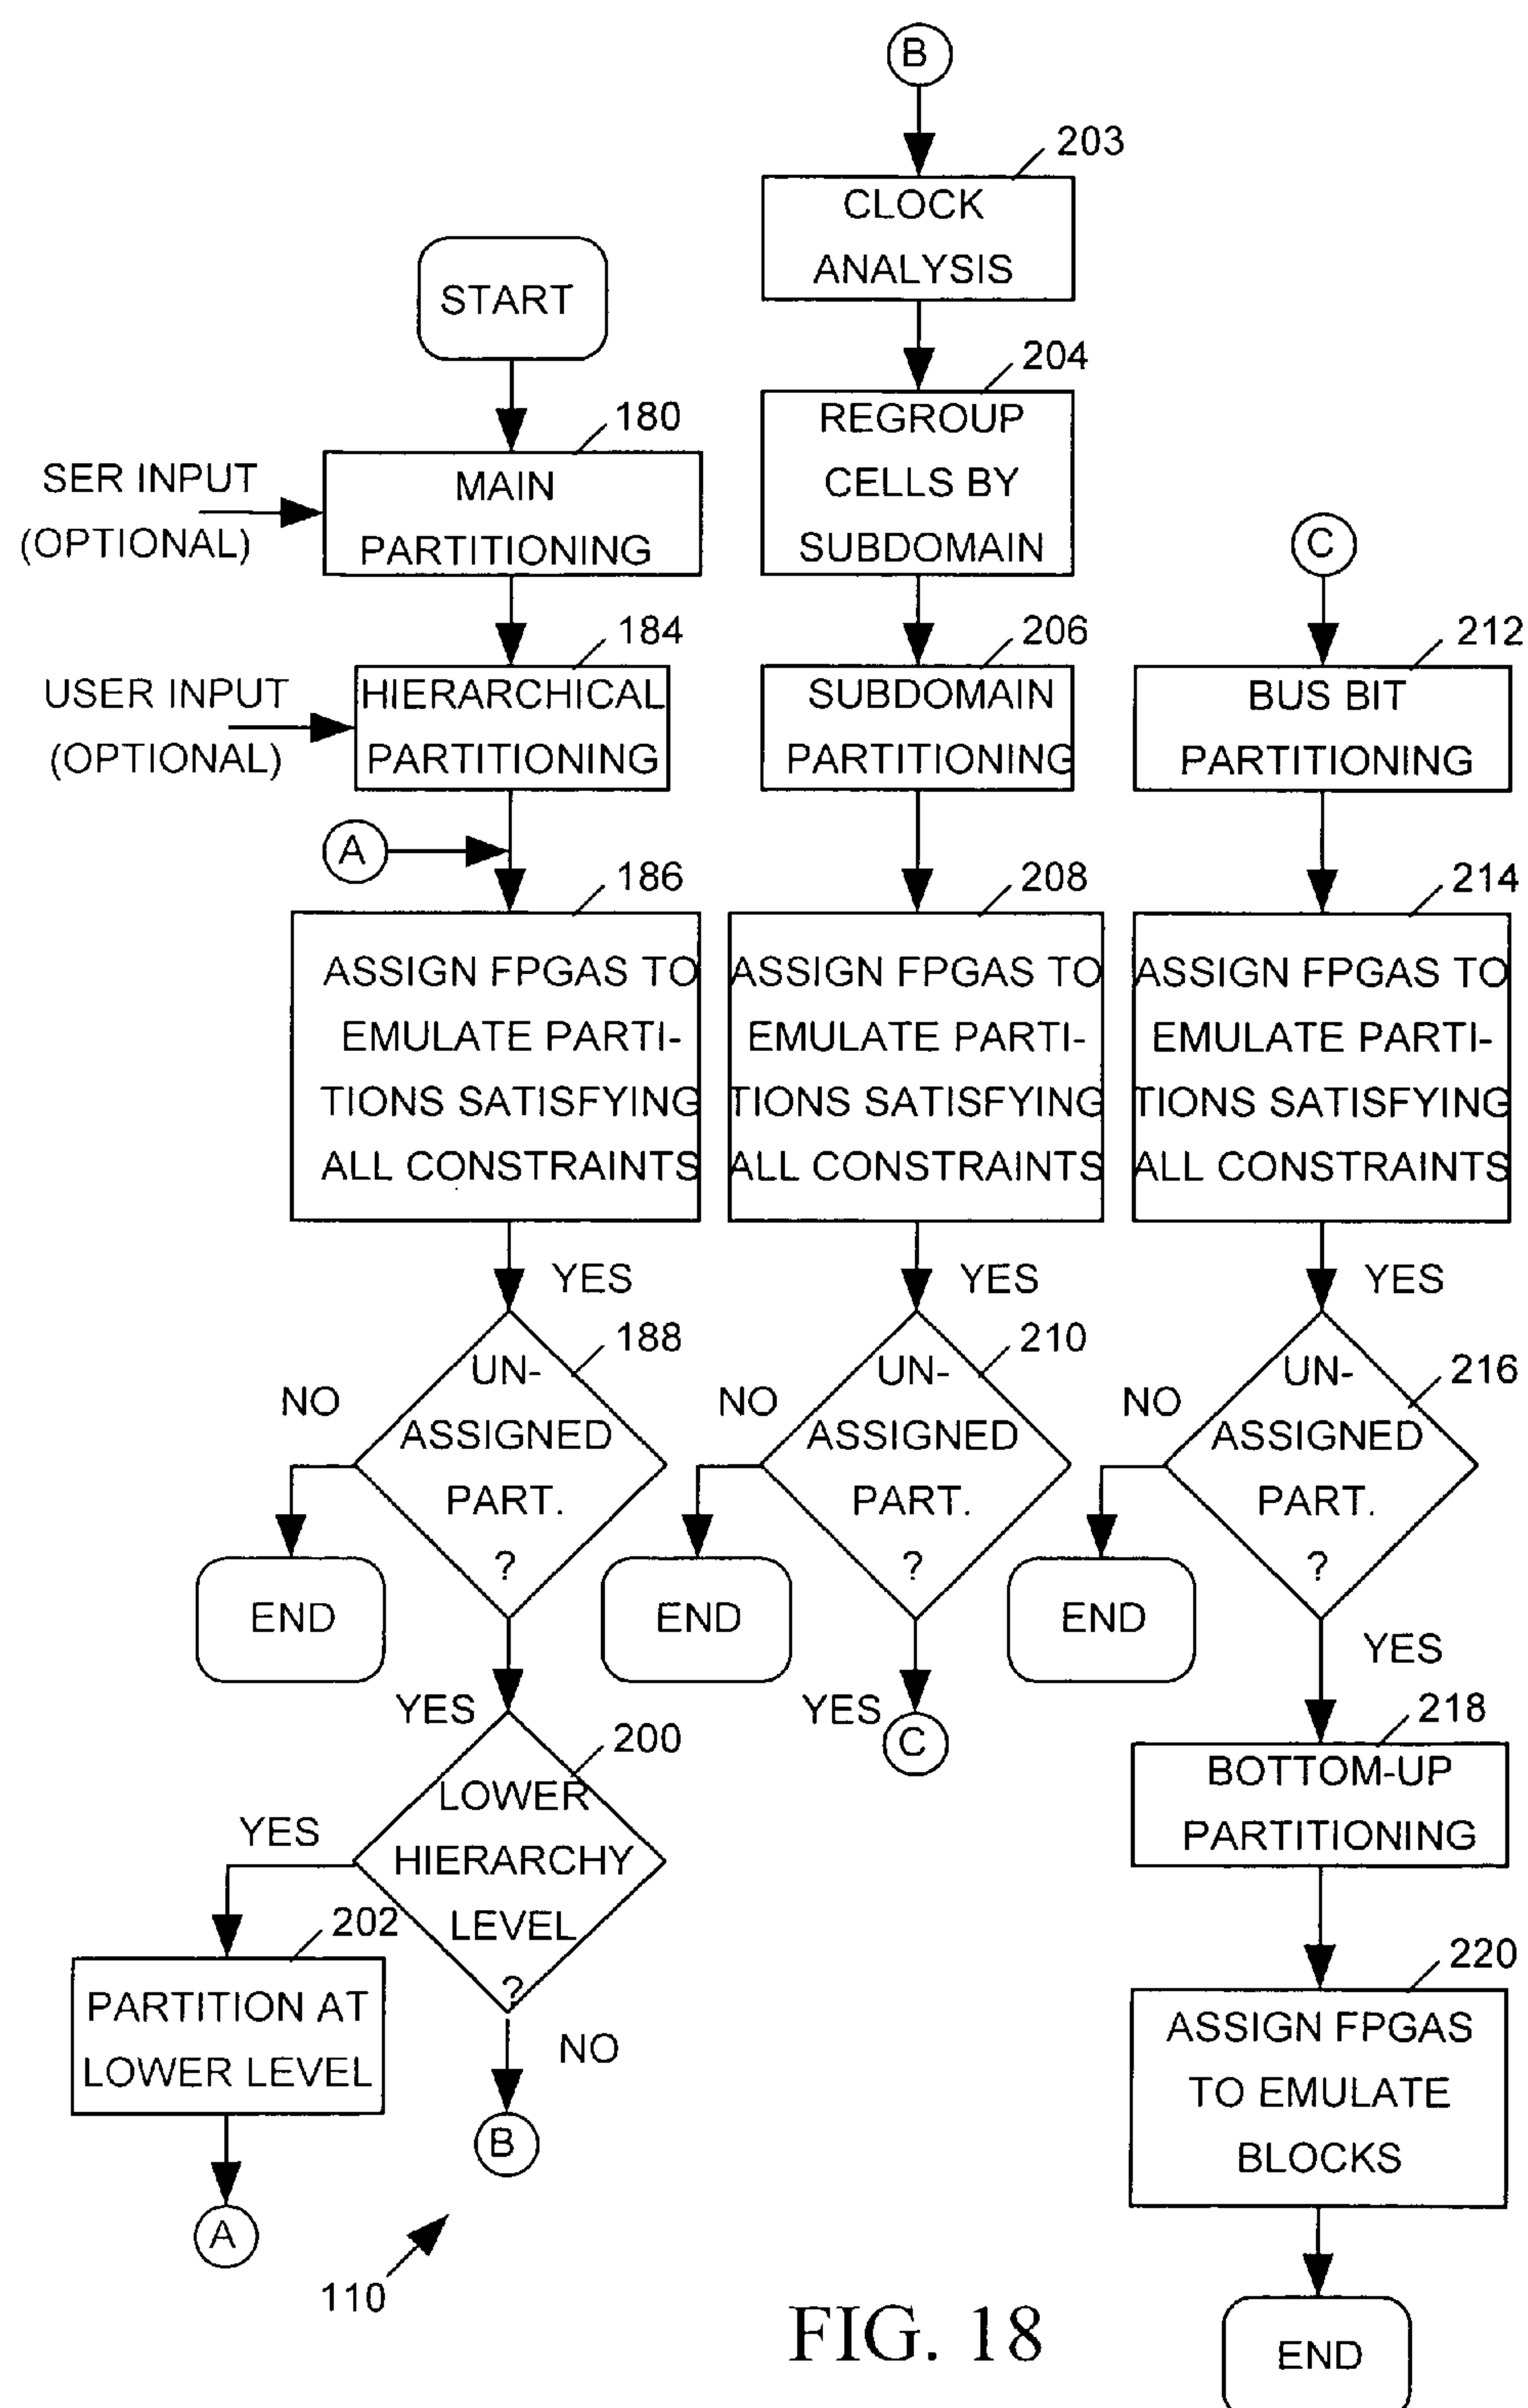 START
180
SER INPUT
(OPTIONAL)
MAIN
PARTITIONING
184
USER INPUT
(OPTIONAL)
HIERARCHICAL
PARTITIONING
A
186
ASSIGN FPGAS TO
EMULATE PARTI-
TIONS SATISFYING
ALL CONSTRAINTS
YES
188
UN-
ASSIGNED
PART.
?
NO
END
YES
200
LOWER
HIERARCHY
LEVEL
?
YES
202
PARTITION AT
LOWER LEVEL
A
NO
B
110
B
203
CLOCK
ANALYSIS
204
REGROUP
CELLS BY
SUBDOMAIN
206
SUBDOMAIN
PARTITIONING
208
ASSIGN FPGAS TO
EMULATE PARTI-
TIONS SATISFYING
ALL CONSTRAINTS
YES
210
UN-
ASSIGNED
PART.
?
NO
END
YES
C
C
212
BUS BIT
PARTITIONING
214
ASSIGN FPGAS TO
EMULATE PARTI-
TIONS SATISFYING
ALL CONSTRAINTS
YES
216
UN-
ASSIGNED
PART.
?
NO
END
YES
218
BOTTOM-UP
PARTITIONING
220
ASSIGN FPGAS
TO EMULATE
BLOCKS
END
FIG. 18